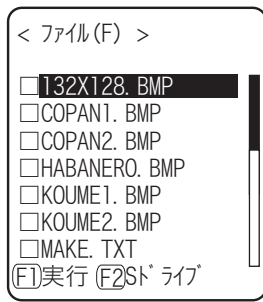 < ﾌｧｲﾙ(F) >
□132X128. BMP
□COPAN1. BMP
□COPAN2. BMP
□HABANERO. BMP
□KOUME1. BMP
□KOUME2. BMP
□MAKE. TXT
F1実行 F2Sﾄﾞﾗｲﾌﾞ